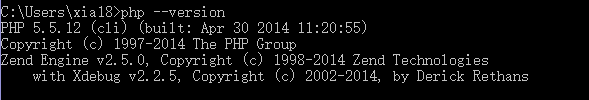 C:\Users\xia18>php --version
PHP 5.5.12 (cli) (built: Apr 30 2014 11:20:55)
Copyright (c) 1997-2014 The PHP Group
Zend Engine v2.5.0, Copyright (c) 1998-2014 Zend Technologies
    with Xdebug v2.2.5, Copyright (c) 2002-2014, by Derick Rethans